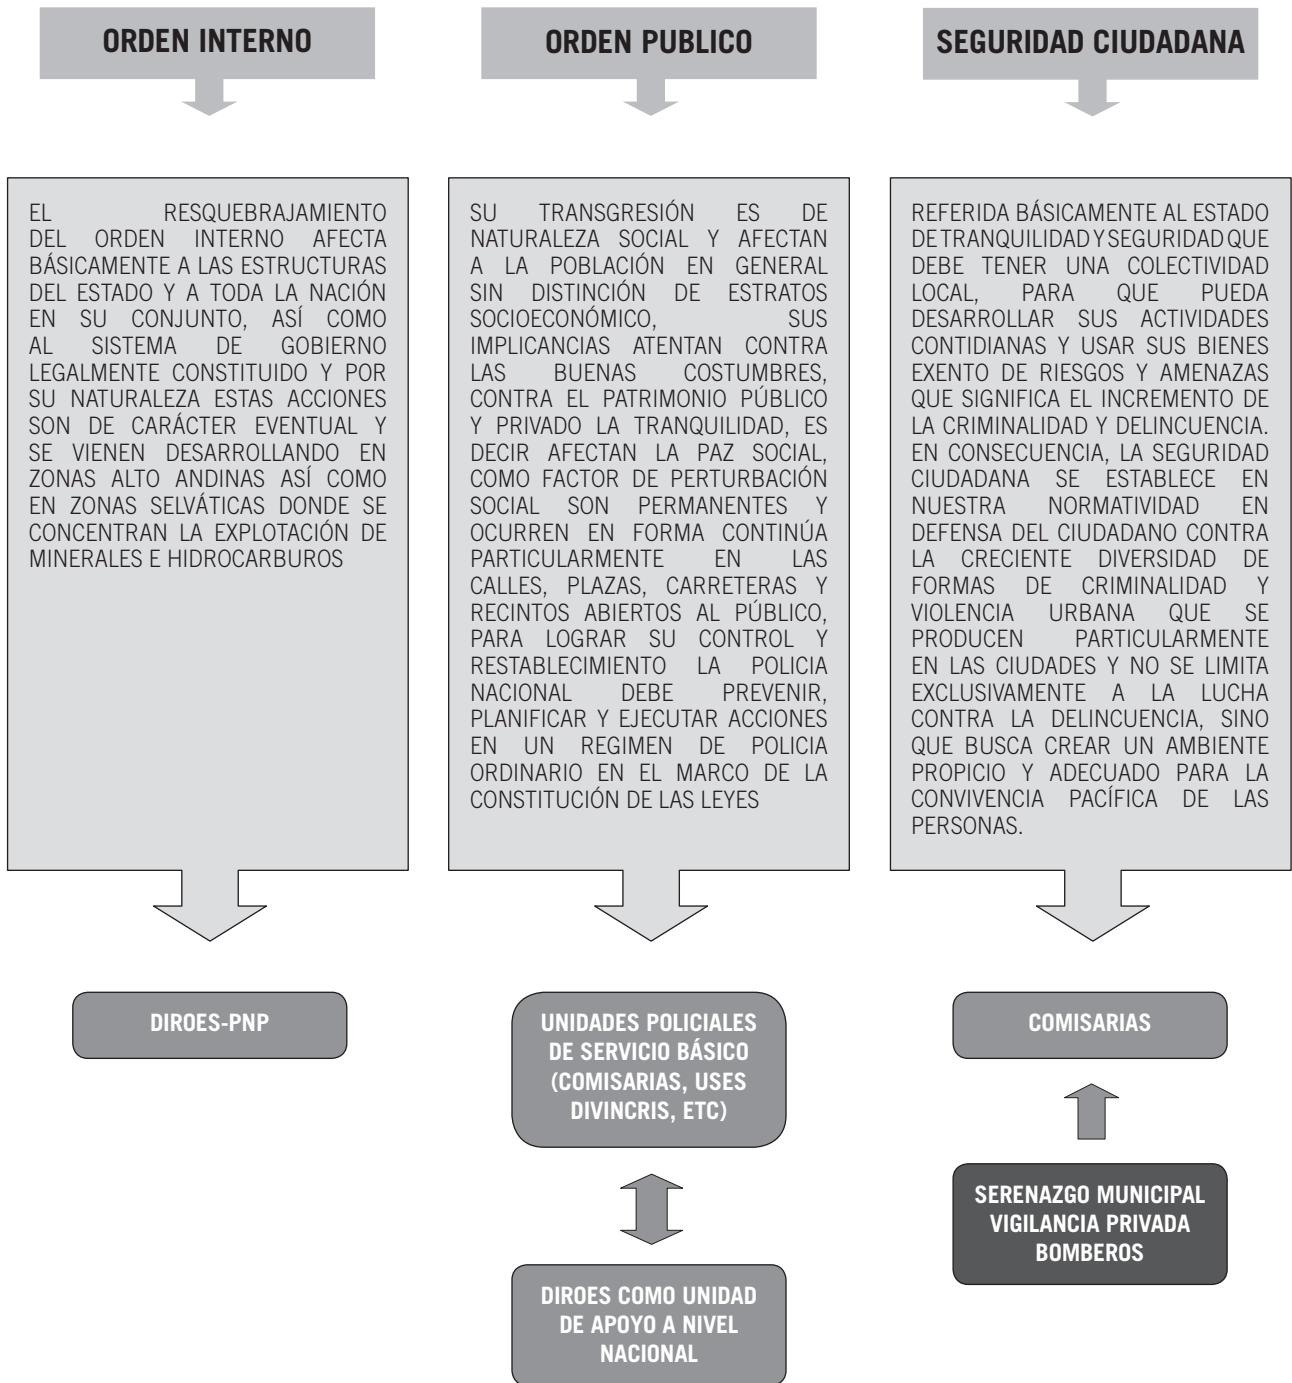 ORDEN INTERNO
EL RESQUEBRAJAMIENTO
DEL ORDEN INTERNO AFECTA
BÁSICAMENTE A LAS ESTRUCTURAS
DEL ESTADO Y A TODA LA NACIÓN
EN SU CONJUNTO, ASÍ COMO
AL SISTEMA DE GOBIERNO
LEGALMENTE CONSTITUIDO Y POR
SU NATURALEZA ESTAS ACCIONES
SON DE CARÁCTER EVENTUAL Y
SE VIENEN DESARROLLANDO EN
ZONAS ALTO ANDINAS ASÍ COMO
EN ZONAS SELVÁTICAS DONDE SE
CONCENTRAN LA EXPLOTACIÓN DE
MINERALES E HIDROCARBUROS
DIROES-PNP
ORDEN PUBLICO
SU TRANSGRESIÓN ES DE
NATURALEZA SOCIAL Y AFECTAN
A LA POBLACIÓN EN GENERAL
SIN DISTINCIÓN DE ESTRATOS
SOCIOECONÓMICO, SUS
IMPLICANCIAS ATENTAN CONTRA
LAS BUENAS COSTUMBRES,
CONTRA EL PATRIMONIO PÚBLICO
Y PRIVADO LA TRANQUILIDAD, ES
DECIR AFECTAN LA PAZ SOCIAL,
COMO FACTOR DE PERTURBACIÓN
SOCIAL SON PERMANENTES Y
OCURREN EN FORMA CONTINÚA
PARTICULARMENTE EN LAS
CALLES, PLAZAS, CARRETERAS Y
RECINTOS ABIERTOS AL PÚBLICO,
PARA LOGRAR SU CONTROL Y
RESTABLECIMIENTO LA POLICIA
NACIONAL DEBE PREVENIR,
PLANIFICAR Y EJECUTAR ACCIONES
EN UN REGIMEN DE POLICIA
ORDINARIO EN EL MARCO DE LA
CONSTITUCIÓN DE LAS LEYES
UNIDADES POLICIALES
DE SERVICIO BÁSICO
(COMISARIAS, USES
DIVINCRIS, ETC)
DIROES COMO UNIDAD
DE APOYO A NIVEL
NACIONAL
SEGURIDAD CIUDADANA
REFERIDA BÁSICAMENTE AL ESTADO
DE TRANQUILIDAD Y SEGURIDAD QUE
DEBE TENER UNA COLECTIVIDAD
LOCAL, PARA QUE PUEDA
DESARROLLAR SUS ACTIVIDADES
CONTIDIANAS Y USAR SUS BIENES
EXENTO DE RIESGOS Y AMENAZAS
QUE SIGNIFICA EL INCREMENTO DE
LA CRIMINALIDAD Y DELINCUENCIA.
EN CONSECUENCIA, LA SEGURIDAD
CIUDADANA SE ESTABLECE EN
NUESTRA NORMATIVIDAD EN
DEFENSA DEL CIUDADANO CONTRA
LA CRECIENTE DIVERSIDAD DE
FORMAS DE CRIMINALIDAD Y
VIOLENCIA URBANA QUE SE
PRODUCEN PARTICULARMENTE
EN LAS CIUDADES Y NO SE LIMITA
EXCLUSIVAMENTE A LA LUCHA
CONTRA LA DELINCUENCIA, SINO
QUE BUSCA CREAR UN AMBIENTE
PROPICIO Y ADECUADO PARA LA
CONVIVENCIA PACÍFICA DE LAS
PERSONAS.
COMISARIAS
SERENAZGO MUNICIPAL
VIGILANCIA PRIVADA
BOMBEROS